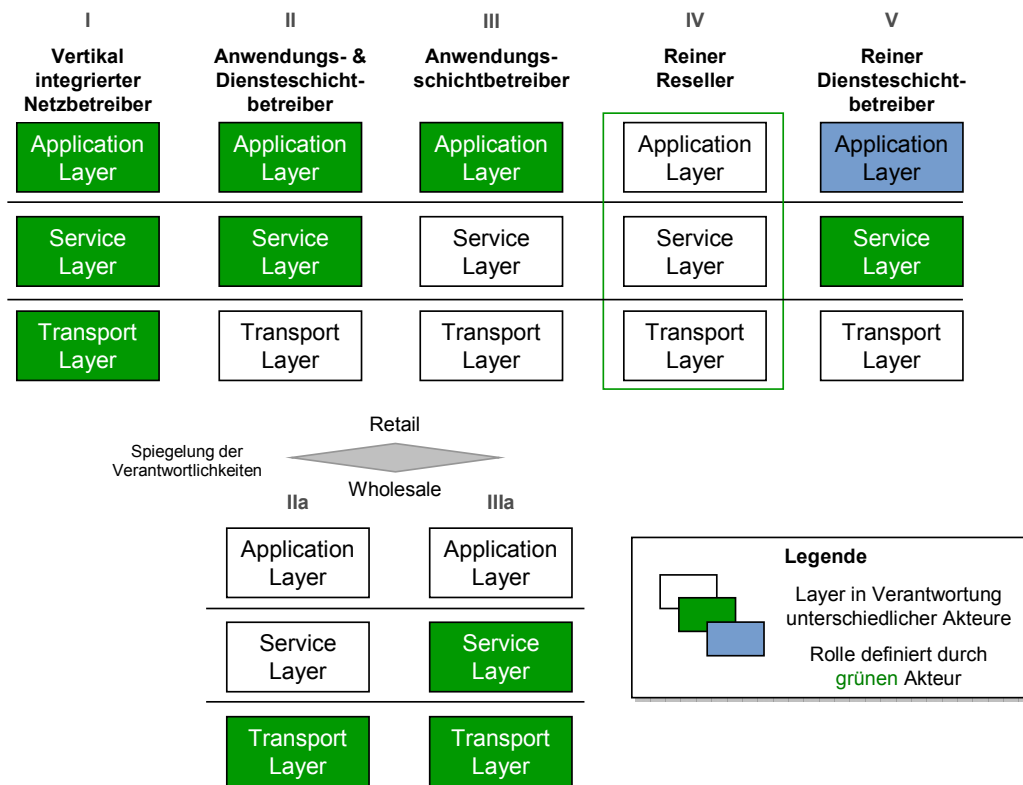 I
II
III
IV
V
Vertikal
integrierter
Netzbetreiber
Anwendungs- &
Diensteschicht-
betreiber
Anwendungs-
schichtbetreiber
Reiner
Reseller
Reiner
Diensteschicht-
betreiber
Application
Layer
Application
Layer
Application
Layer
Application
Layer
Application
Layer
Service
Layer
Service
Layer
Service
Layer
Service
Layer
Service
Layer
Transport
Layer
Transport
Layer
Transport
Layer
Transport
Layer
Transport
Layer
Retail
Spiegelung der
Verantwortlichkeiten
Wholesale
IIa
IIIa
Application
Layer
Application
Layer
Service
Layer
Service
Layer
Transport
Layer
Transport
Layer
Legende
Layer in Verantwortung
unterschiedlicher Akteure
Rolle definiert durch
grünen Akteur